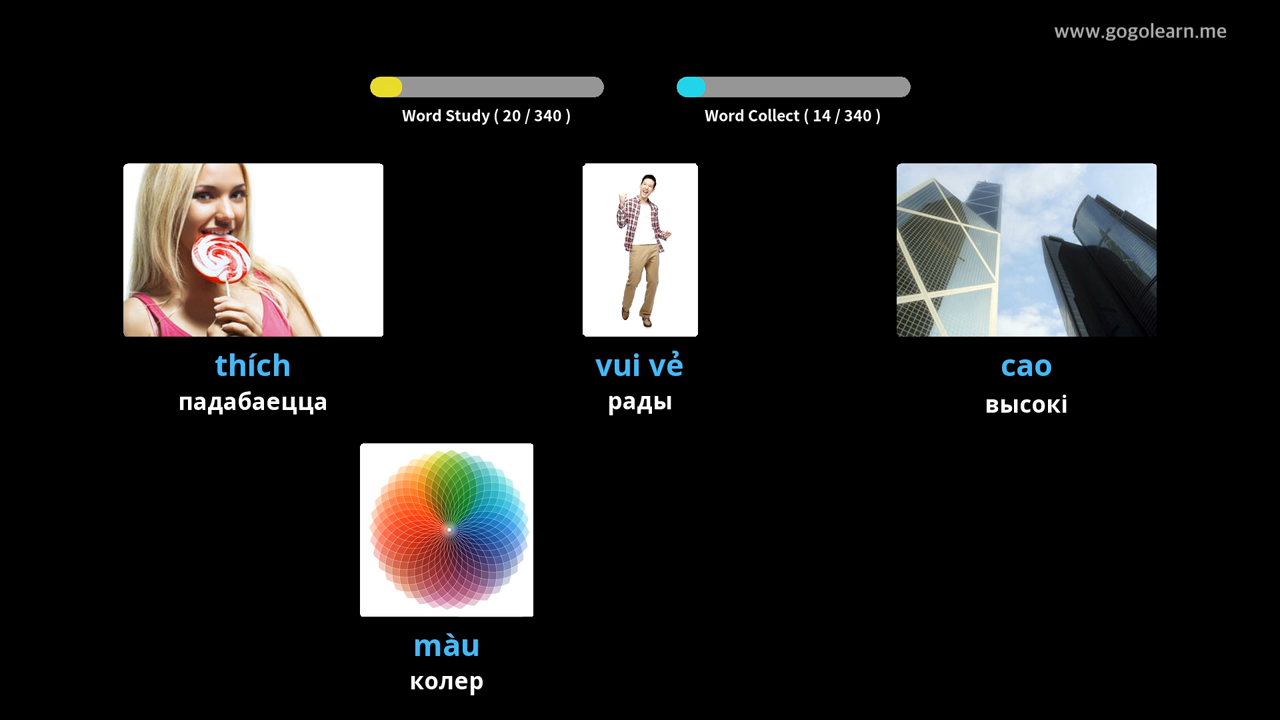 www.gogolearn.me
Word Study ( 20 / 340 )
Word Collect ( 14 / 340 )
thích
падабаецца
vui vẻ
рады
cao
высокі
màu
колер